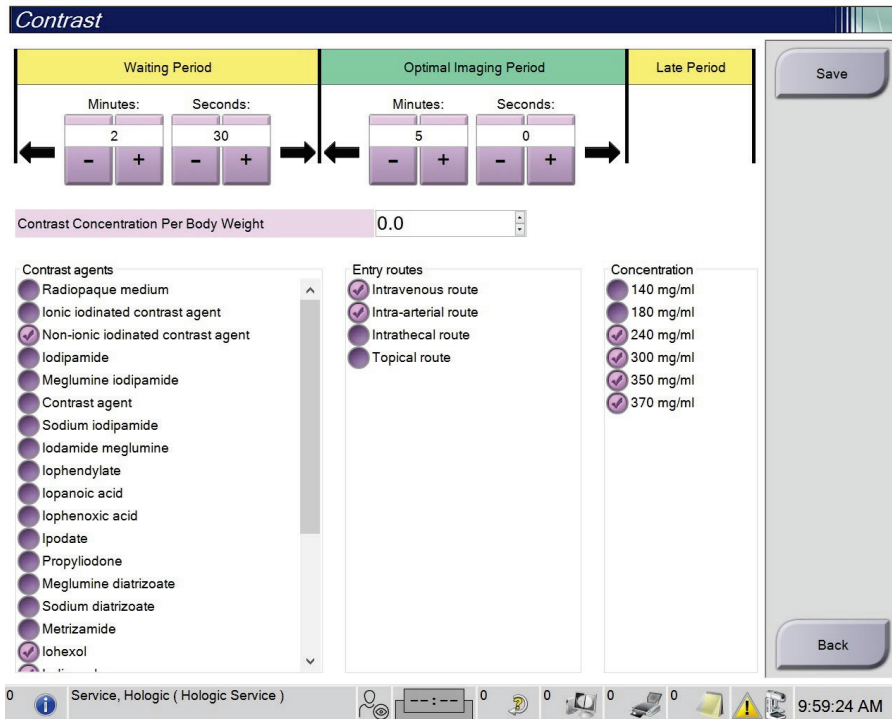 Contrast
Waiting Period
Optimal Imaging Period
Late Period
Save
Minutes:
Seconds:
Minutes:
Seconds:
2
30
5
0
- + - + - + - +
Contrast Concentration Per Body Weight
0.0
Contrast agents
Radiopaque medium
Ionic iodinated contrast agent
Non-ionic iodinated contrast agent
Iodipamide
Meglumine iodipamide
Contrast agent
Sodium iodipamide
Iodamide meglumine
Iophendylate
Iopanoic acid
Iophenoxic acid
Ipodate
Propyliodone
Meglumine diatrizoate
Sodium diatrizoate
Metrizamide
Iohexol
Entry routes
Intravenous route
Intra-arterial route
Intrathecal route
Topical route
Concentration
140 mg/ml
180 mg/ml
240 mg/ml
300 mg/ml
350 mg/ml
370 mg/ml
Back
0
Service, Hologic ( Hologic Service )
--:--
0
0
0
0
9:59:24 AM